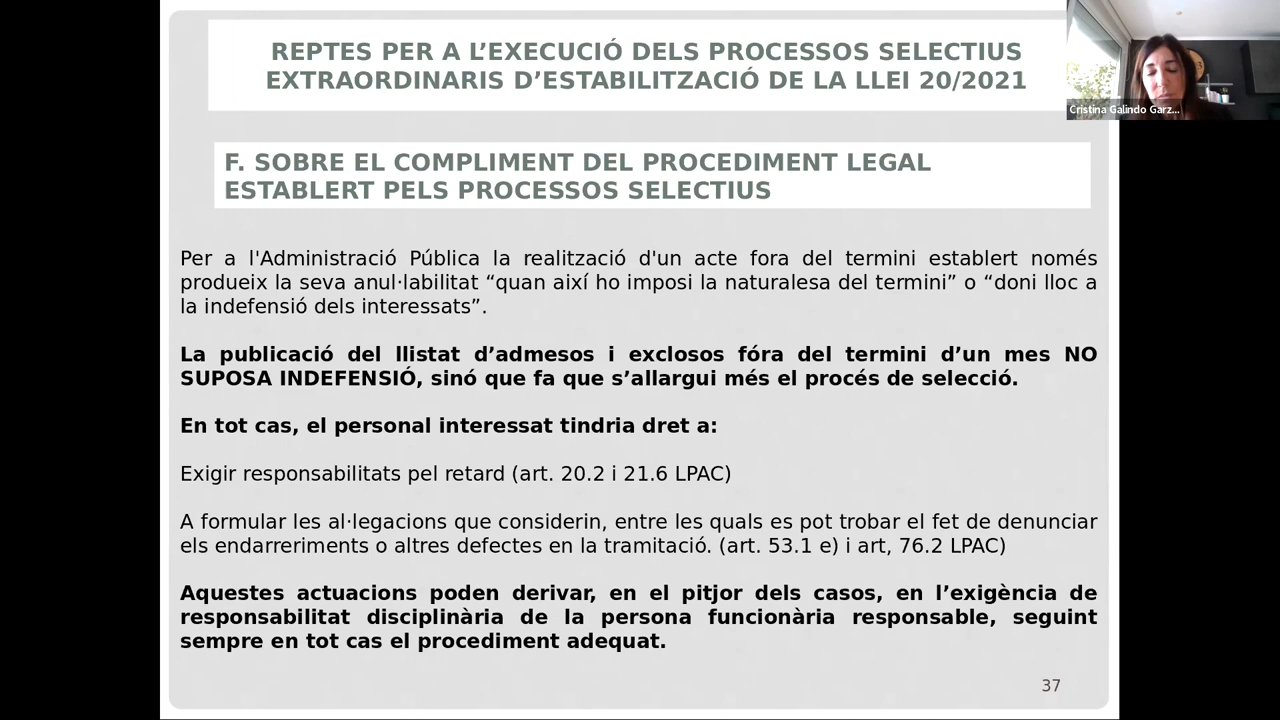 REPTES PER A L’EXECUCIÓ DELS PROCESSOS SELECTIUS
EXTRAORDINARIS D’ESTABILITZACIÓ DE LA LLEI 20/2021
Cristina Galindo Garz...
F. SOBRE EL COMPLIMENT DEL PROCEDIMENT LEGAL
ESTABLERT PELS PROCESSOS SELECTIUS
Per a l'Administració Pública la realització d'un acte fora del termini establert només
produeix la seva anul·labilitat “quan així ho imposi la naturalesa del termini” o “doni lloc a
la indefensió dels interessats”.
La publicació del llistat d’admesos i exclosos fóra del termini d’un mes NO
SUPOSA INDEFENSIÓ, sinó que fa que s’allargui més el procés de selecció.
En tot cas, el personal interessat tindria dret a:
Exigir responsabilitats pel retard (art. 20.2 i 21.6 LPAC)
A formular les al·legacions que considerin, entre les quals es pot trobar el fet de denunciar
els endarreriments o altres defectes en la tramitació. (art. 53.1 e) i art, 76.2 LPAC)
Aquestes actuacions poden derivar, en el pitjor dels casos, en l’exigència de
responsabilitat disciplinària de la persona funcionària responsable, seguint
sempre en tot cas el procediment adequat.
37